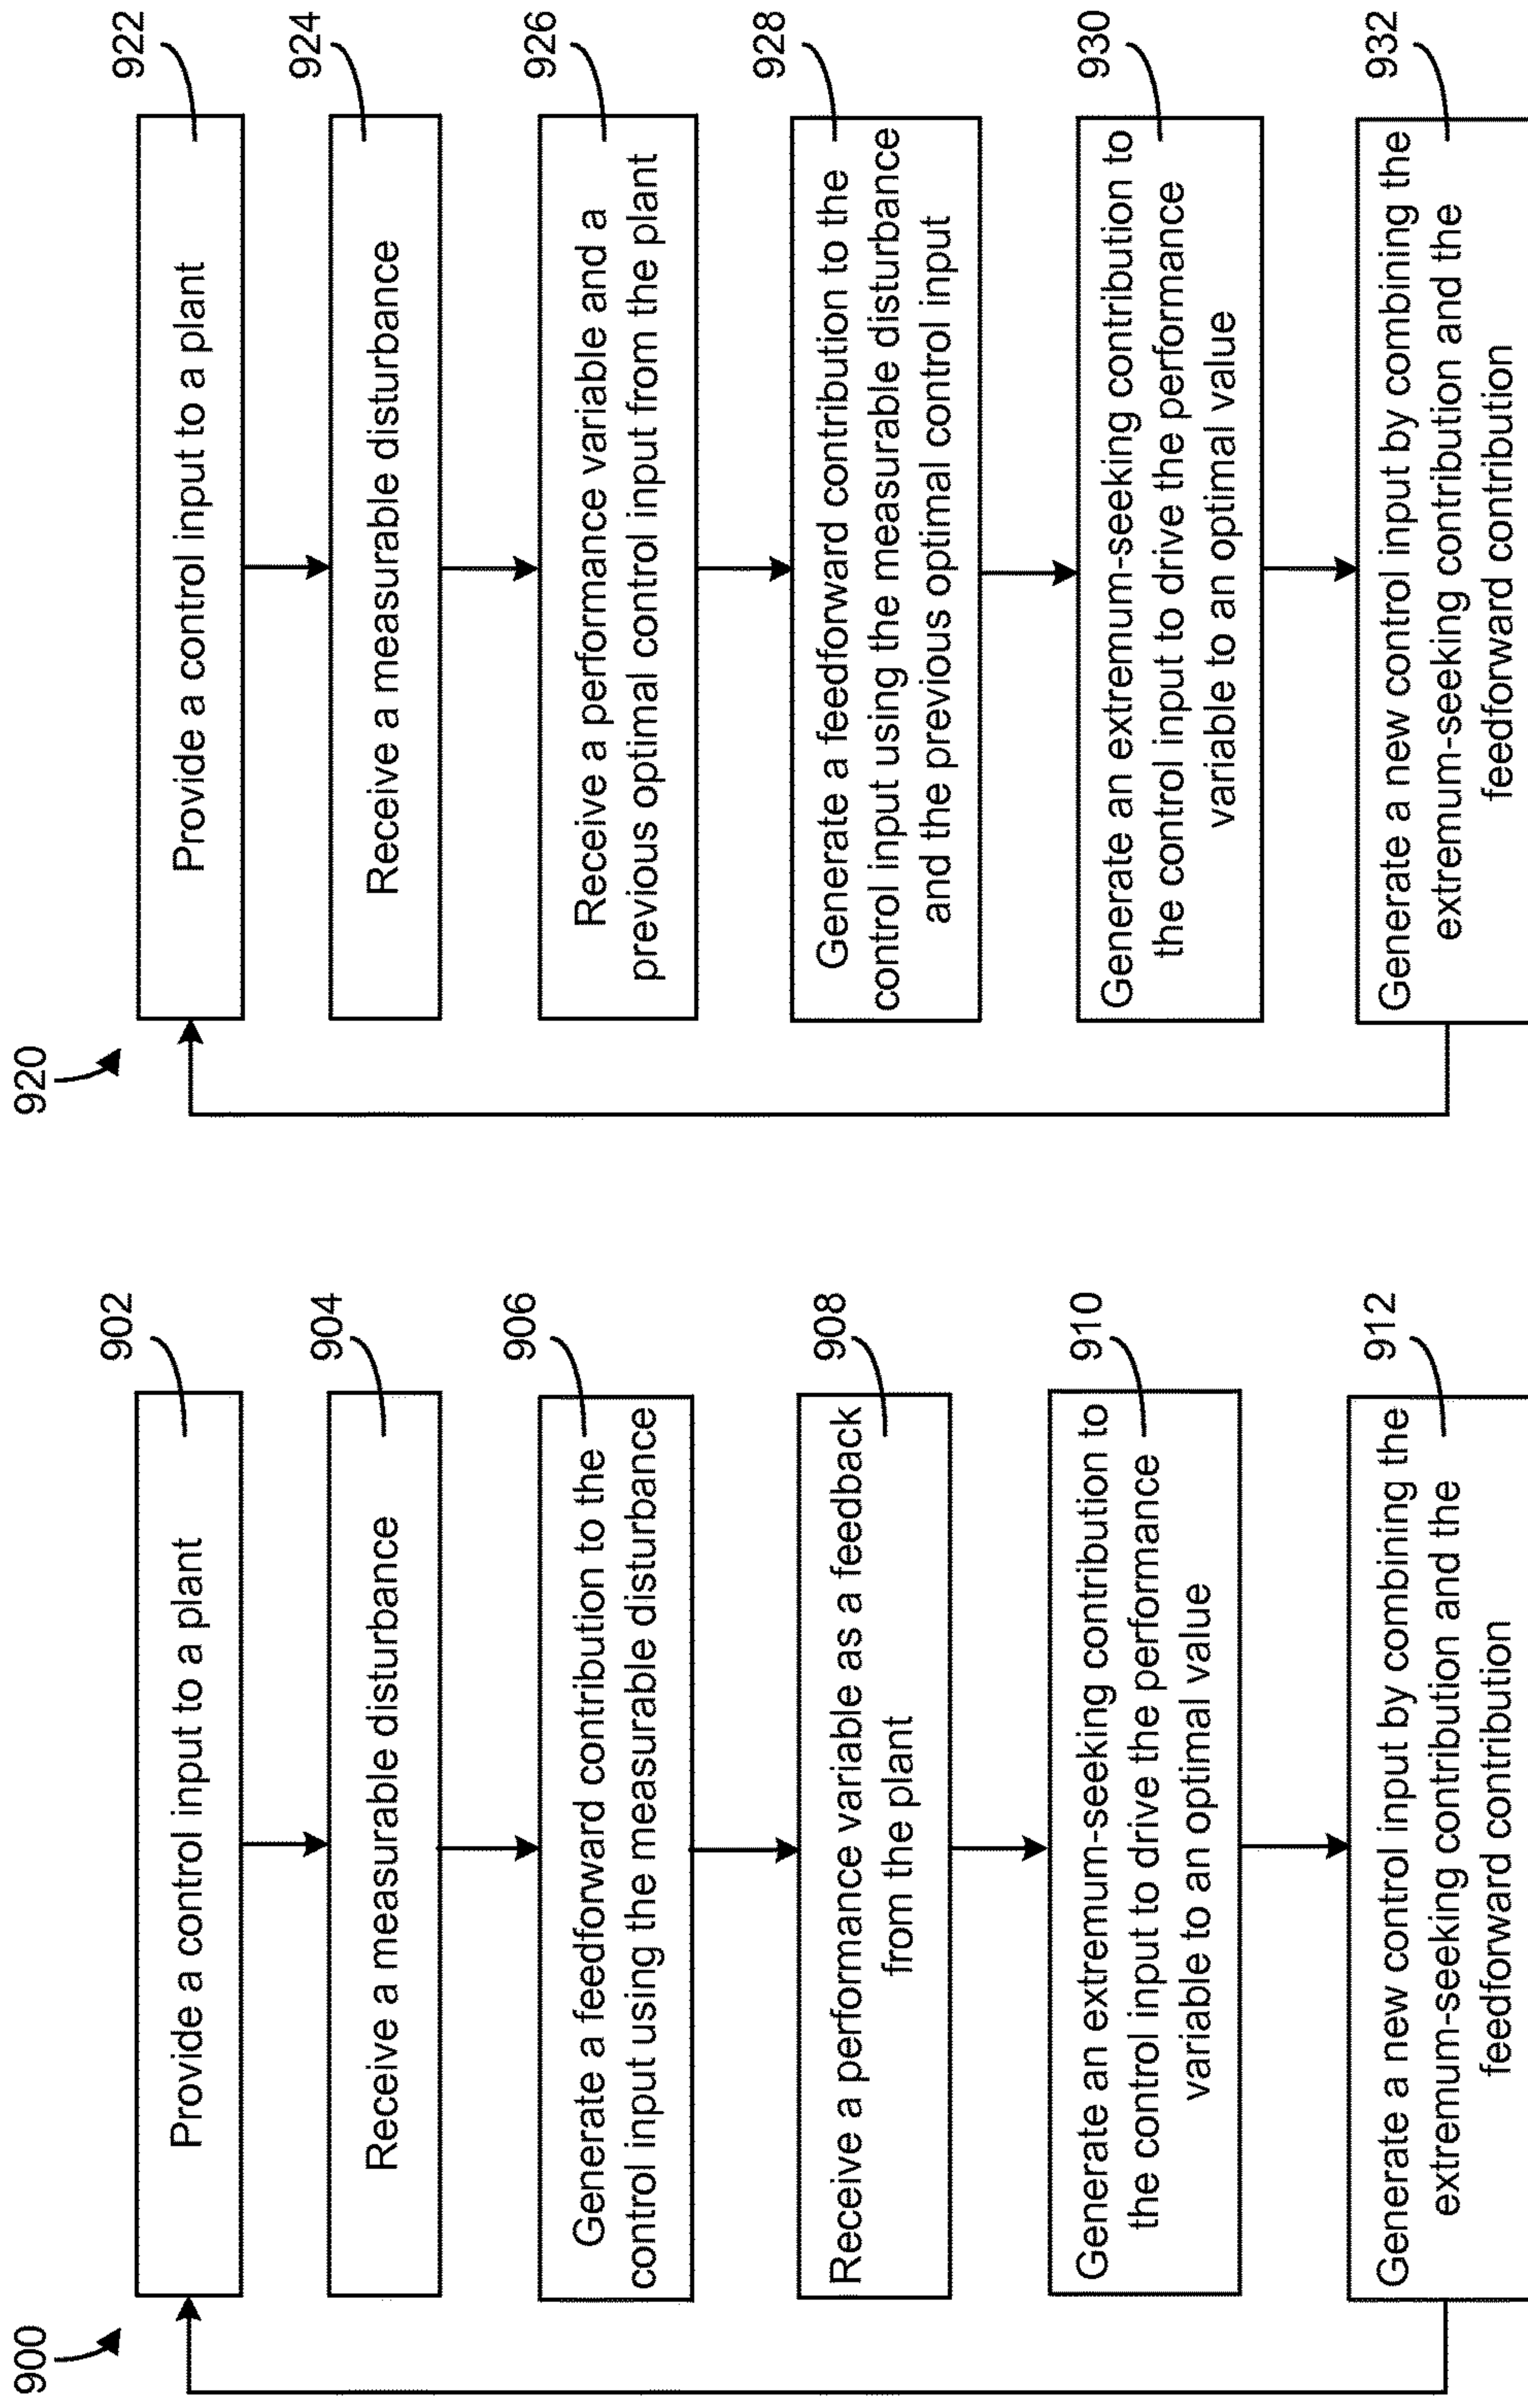 900
902
Provide a control input to a plant
904
Receive a measurable disturbance
906
Generate a feedforward contribution to the
control input using the measurable disturbance
908
Receive a performance variable as a feedback
from the plant
910
Generate an extremum-seeking contribution to
the control input to drive the performance
variable to an optimal value
912
Generate a new control input by combining the
extremum-seeking contribution and the
feedforward contribution
920
922
Provide a control input to a plant
924
Receive a measurable disturbance
926
Receive a performance variable and a
previous optimal control input from the plant
928
Generate a feedforward contribution to the
control input using the measurable disturbance
and the previous optimal control input
930
Generate an extremum-seeking contribution to
the control input to drive the performance
variable to an optimal value
932
Generate a new control input by combining the
extremum-seeking contribution and the
feedforward contribution